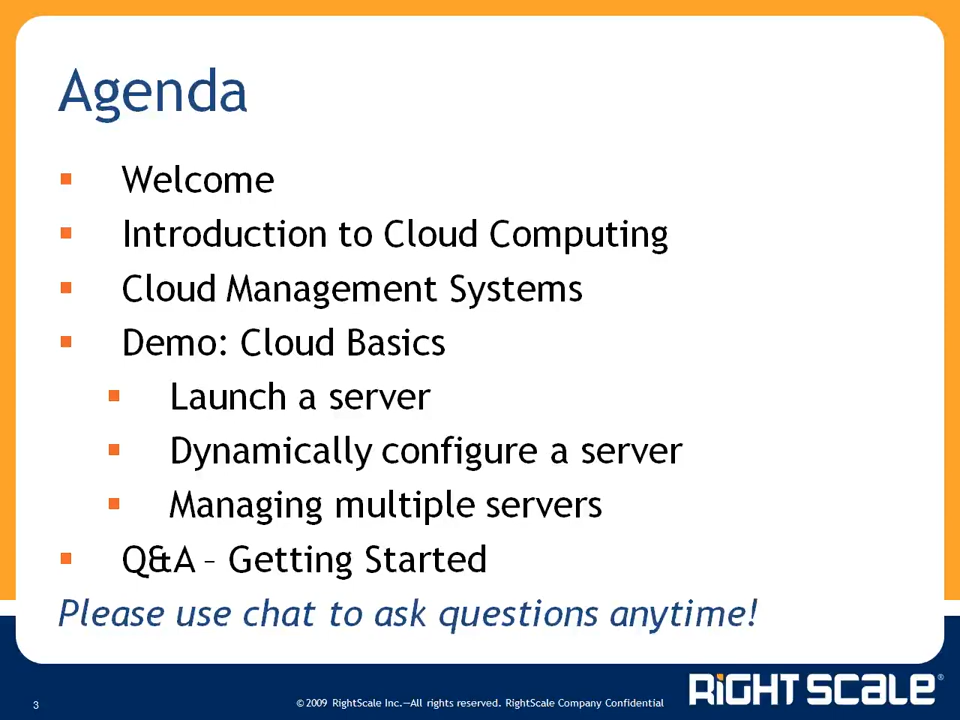 Agenda
▪ Welcome
▪ Introduction to Cloud Computing
▪ Cloud Management Systems
▪ Demo: Cloud Basics
▪ Launch a server
▪ Dynamically configure a server
▪ Managing multiple servers
▪ Q&A – Getting Started
Please use chat to ask questions anytime!
3
© 2009 RightScale Inc.—All rights reserved. RightScale Company Confidential
RiGHT SCALE®